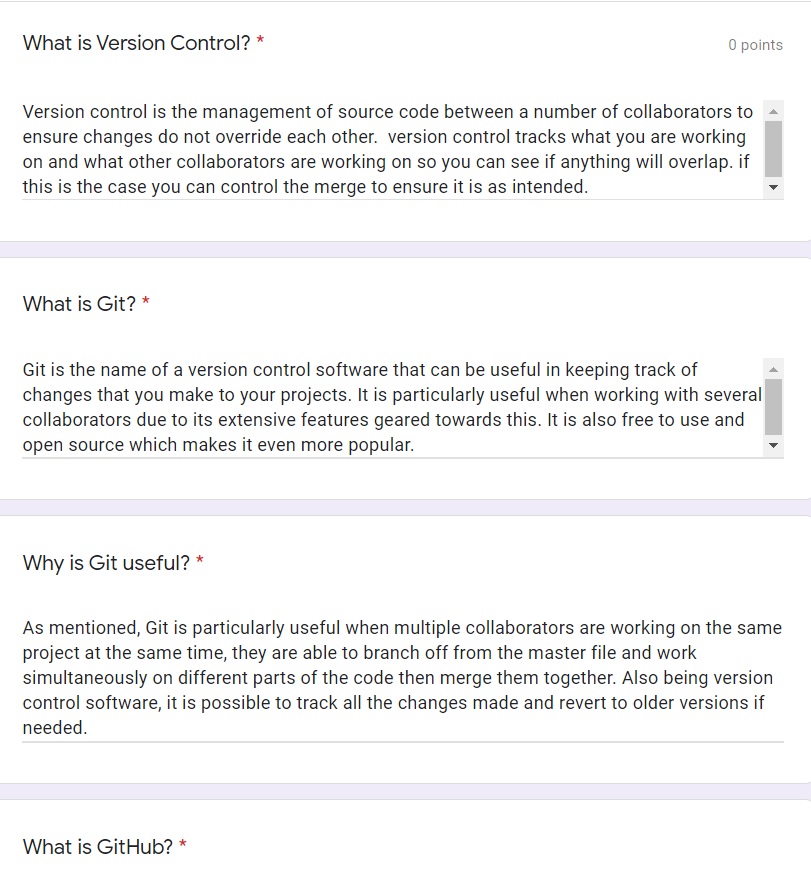 What is Version Control? *
0 points
Version control is the management of source code between a number of collaborators to
ensure changes do not override each other.  version control tracks what you are working
on and what other collaborators are working on so you can see if anything will overlap. if
this is the case you can control the merge to ensure it is as intended.
What is Git? *
Git is the name of a version control software that can be useful in keeping track of
changes that you make to your projects. It is particularly useful when working with several
collaborators due to its extensive features geared towards this. It is also free to use and
open source which makes it even more popular.
Why is Git useful? *
As mentioned, Git is particularly useful when multiple collaborators are working on the same
project at the same time, they are able to branch off from the master file and work
simultaneously on different parts of the code then merge them together. Also being version
control software, it is possible to track all the changes made and revert to older versions if
needed.
What is GitHub? *